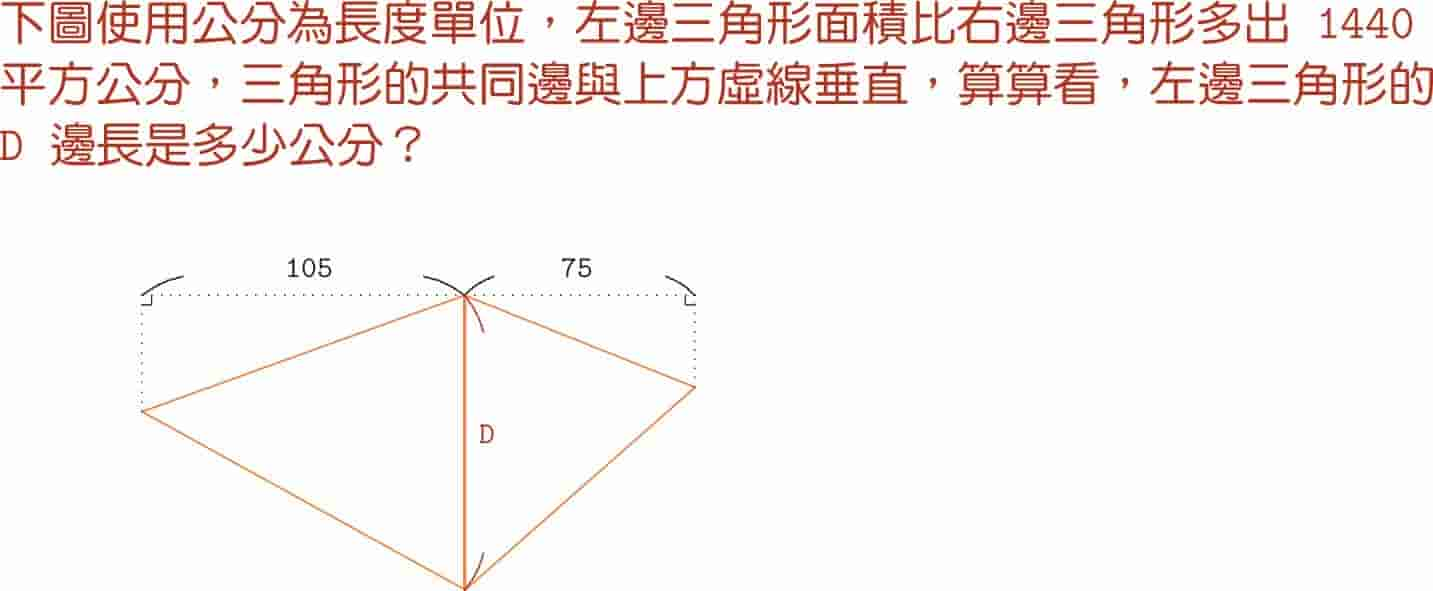 下圖使用公分為長度單位，左邊三角形面積比右邊三角形多出 1440
平方公分，三角形的共同邊與上方虛線垂直，算算看，左邊三角形的
D 邊長是多少公分？
105 75
D